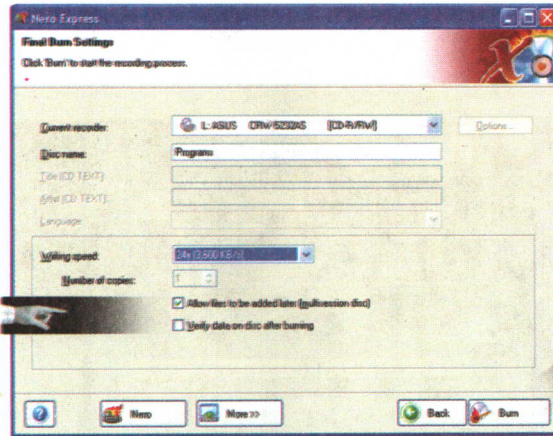 Nero Express
Final Burn Settings
Click 'Burn' to start the recording process.
Current recorder: L: ASUS CRW-5232AS [CD-R/RW] Options...
Disc name: Programs
Title (CD TEXT):
Artist (CD TEXT):
Language:
Writing speed: 24x (3,600 KB/s)
Number of copies: 1
Allow files to be added later (multisession disc)
Verify data on disc after burning
Nero More >> Back Burn